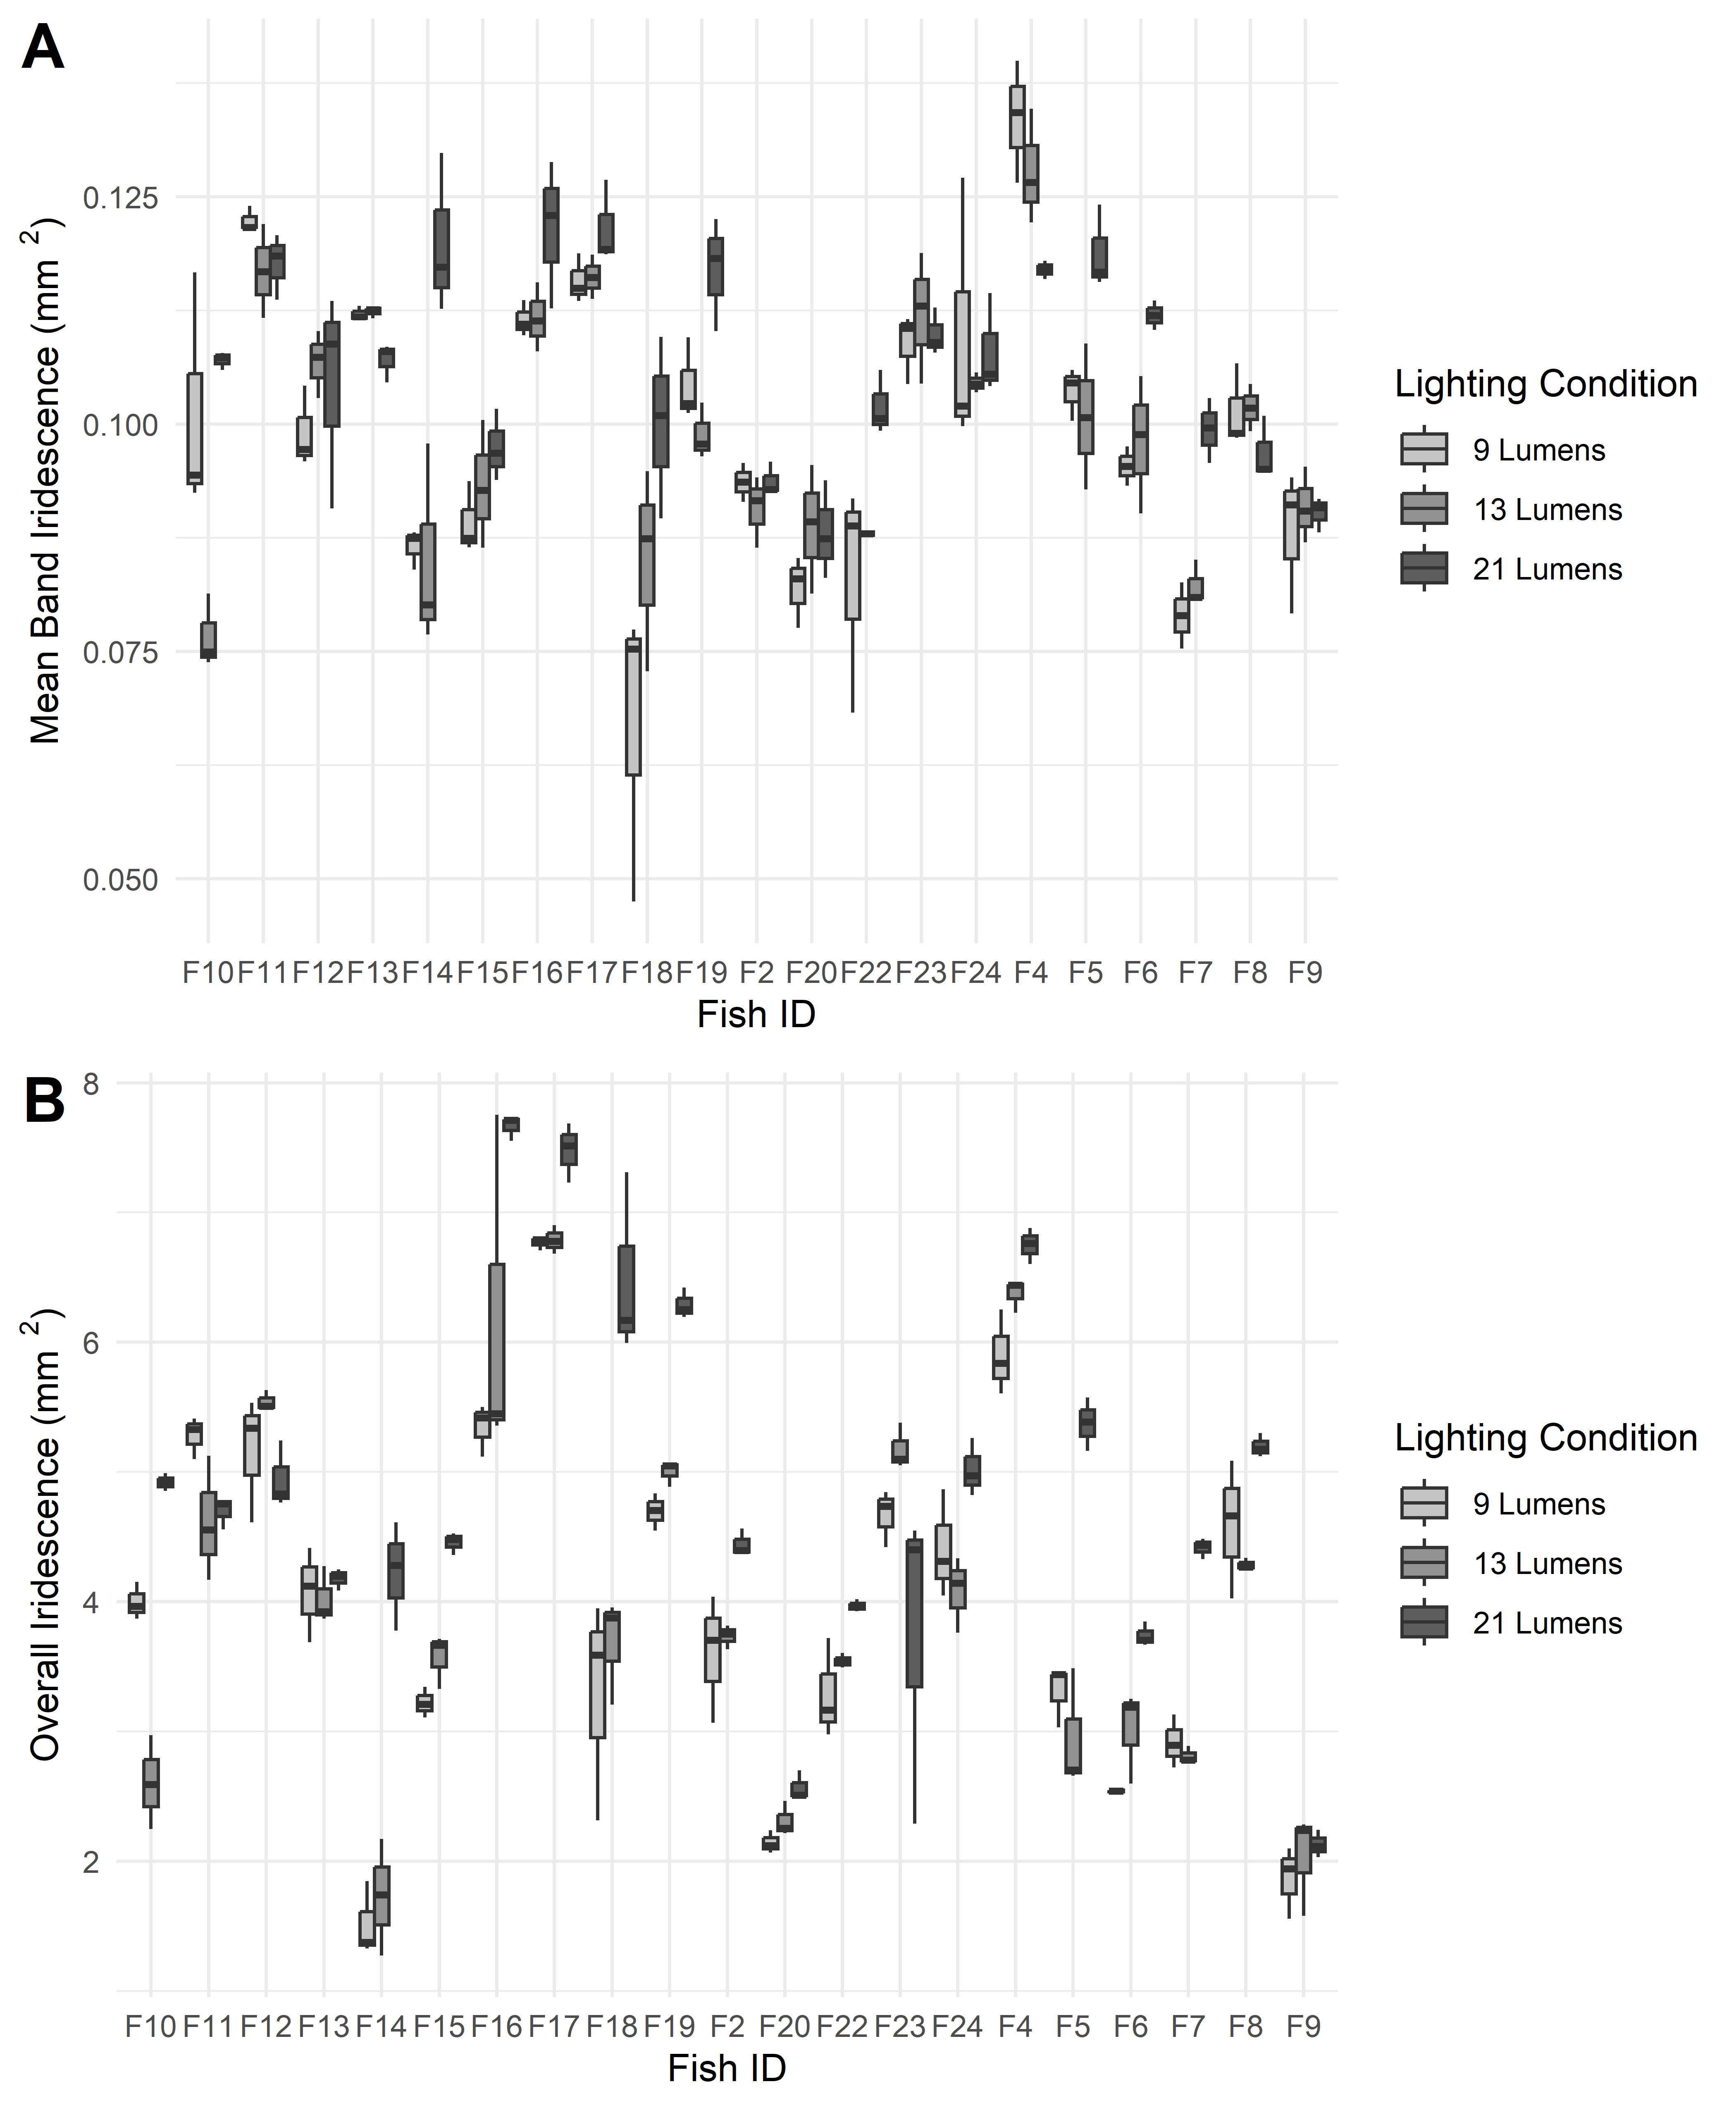 A
Mean Band Iridescence (mm 2)
0.125
0.100
0.075
0.050
F10 F11 F12 F13 F14 F15 F16 F17 F18 F19 F2 F20 F22 F23 F24 F4 F5 F6 F7 F8 F9
Fish ID
Lighting Condition
9 Lumens
13 Lumens
21 Lumens
B
Overall Iridescence (mm 2)
8
6
4
2
F10 F11 F12 F13 F14 F15 F16 F17 F18 F19 F2 F20 F22 F23 F24 F4 F5 F6 F7 F8 F9
Fish ID
Lighting Condition
9 Lumens
13 Lumens
21 Lumens